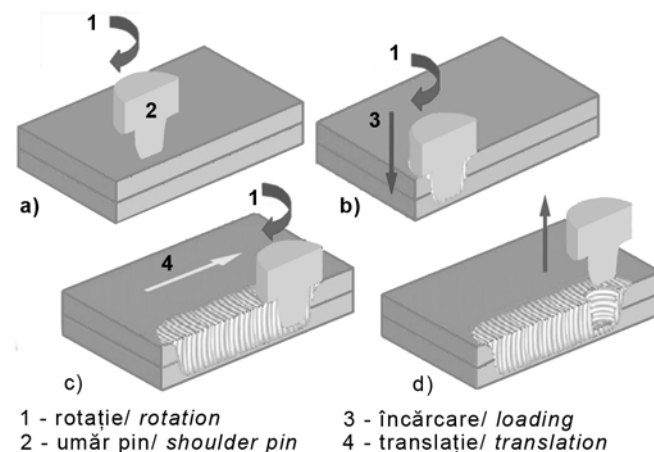 1
2
a)
1
3
b)
1
4
c)
d)
1 - rotație/ rotation
2 - umăr pin/ shoulder pin
3 - încărcare/ loading
4 - translație/ translation